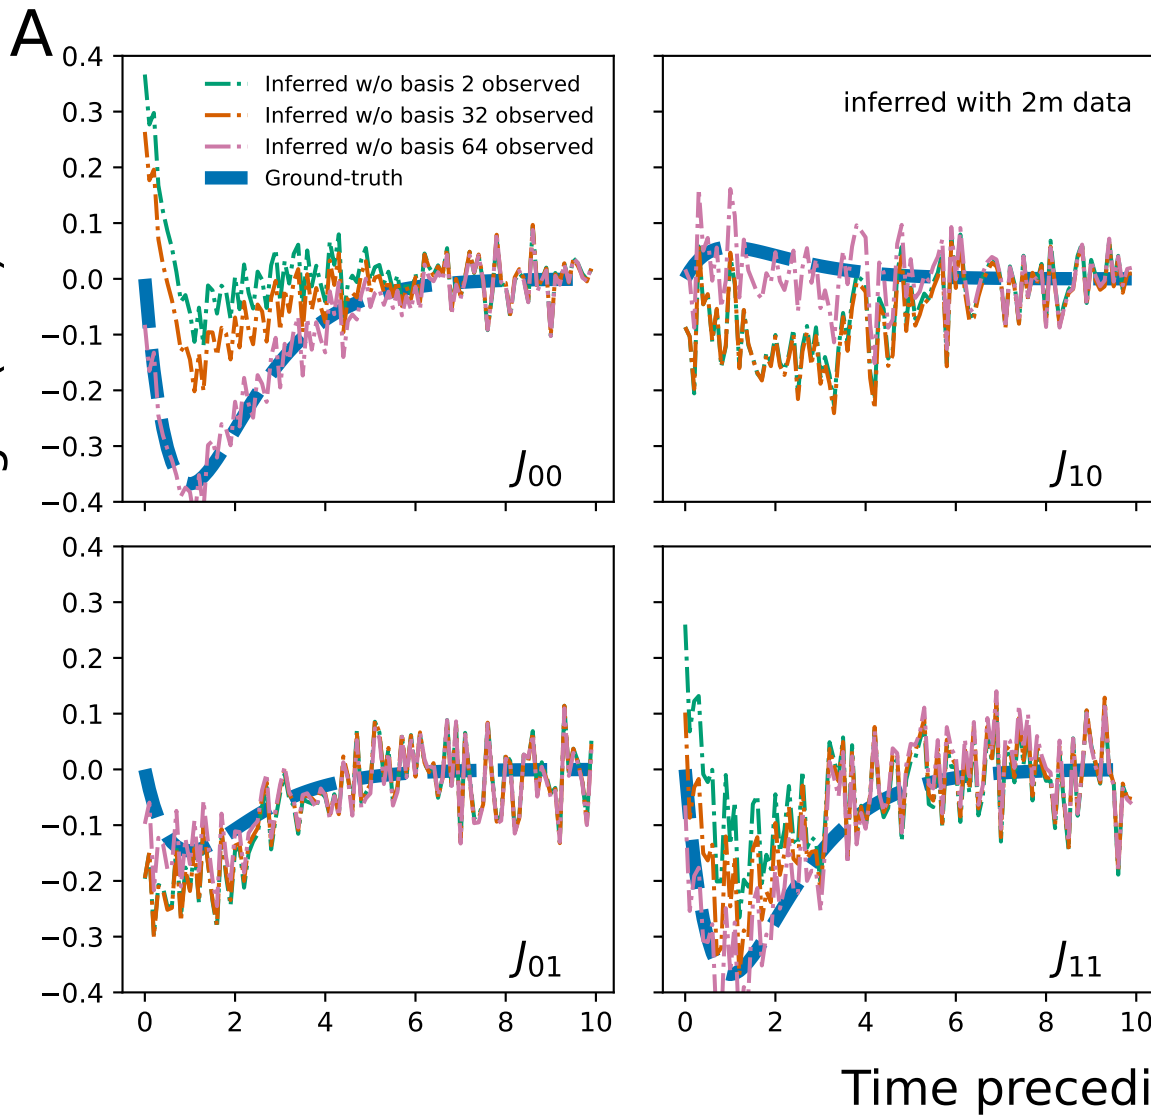 A
0.4
0.3
0.2
0.1
0.0
−0.1
−0.2
−0.3
−0.4
Inferred w/o basis 2 observed
Inferred w/o basis 32 observed
Inferred w/o basis 64 observed
Ground-truth
J00
inferred with 2m data
J10
0.4
0.3
0.2
0.1
0.0
−0.1
−0.2
−0.3
−0.4
J01
0 2 4 6 8 10
J11
0 2 4 6 8 10
Time precedi